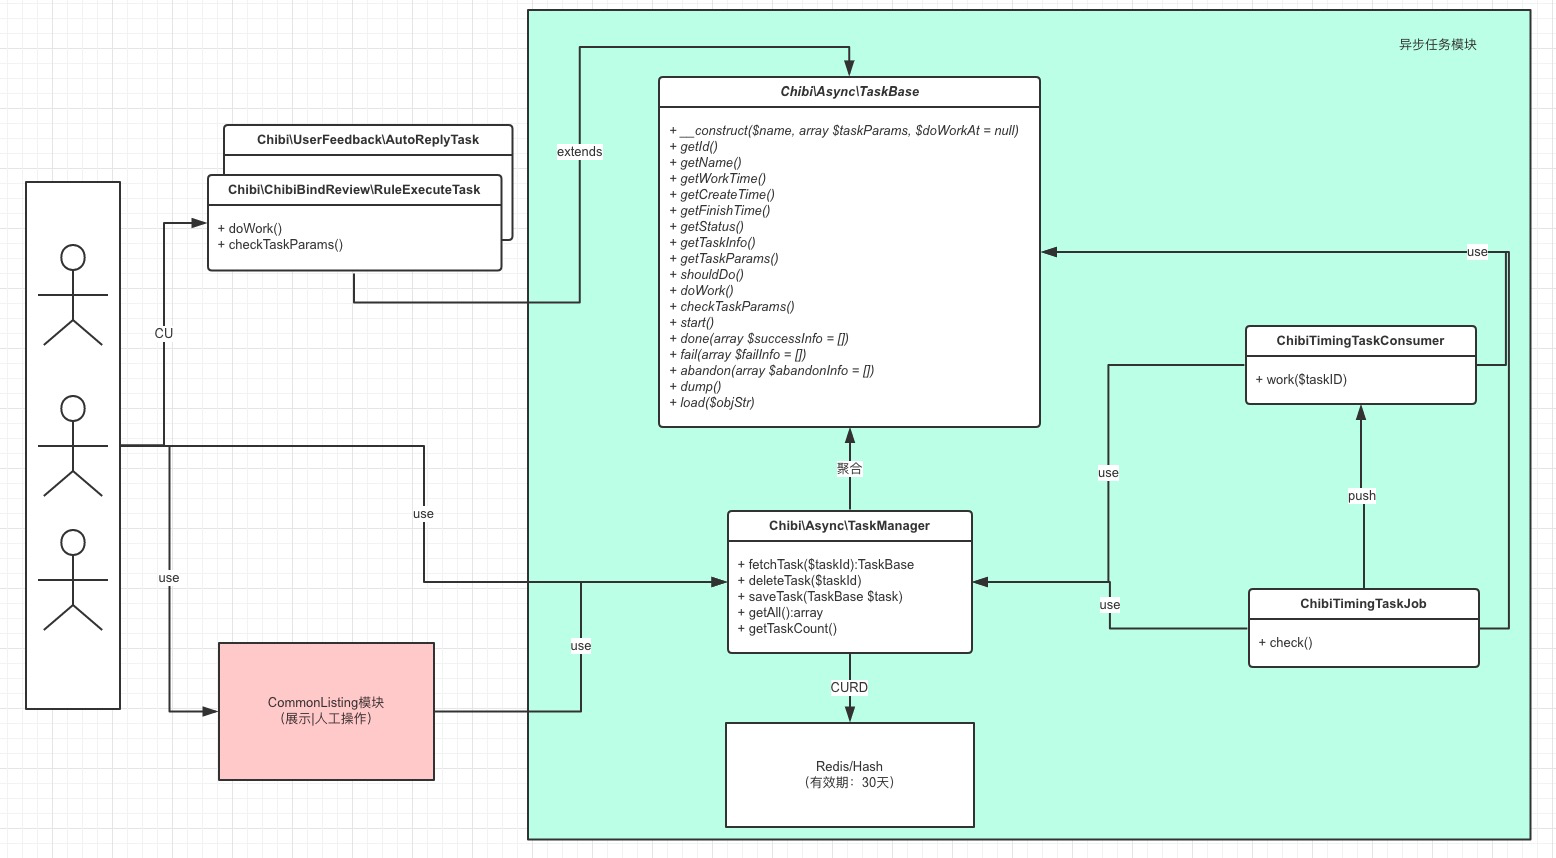 异步任务模块
Chibi\Async\TaskBase
+ __construct($name, array $taskParams, $doWorkAt = null)
+ getId()
+ getName()
+ getWorkTime()
+ getCreateTime()
+ getFinishTime()
+ getStatus()
+ getTaskInfo()
+ getTaskParams()
+ shouldDo()
+ doWork()
+ checkTaskParams()
+ start()
+ done(array $successInfo = [])
+ fail(array $failInfo = [])
+ abandon(array $abandonInfo = [])
+ dump()
+ load($objStr)
Chibi\UserFeedback\AutoReplyTask
Chibi\ChibiBindReview\RuleExecuteTask
+ doWork()
+ checkTaskParams()
extends
CU
use
use
use
use
use
use
聚合
push
ChibiTimingTaskConsumer
+ work($taskID)
Chibi\Async\TaskManager
+ fetchTask($taskId):TaskBase
+ deleteTask($taskId)
+ saveTask(TaskBase $task)
+ getAll():array
+ getTaskCount()
ChibiTimingTaskJob
+ check()
CURD
CommonListing模块
（展示|人工操作）
Redis/Hash
（有效期：30天）